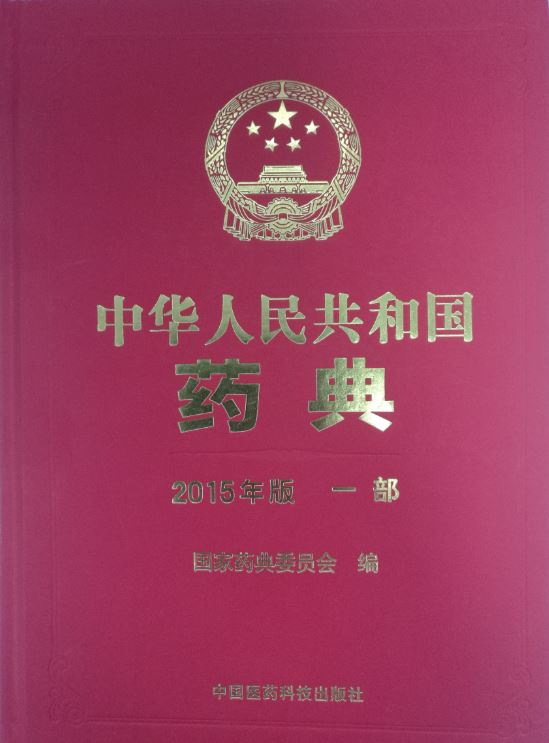 中华人民共和国
药典
2015年版 一部
国家药典委员会 编
中国医药科技出版社